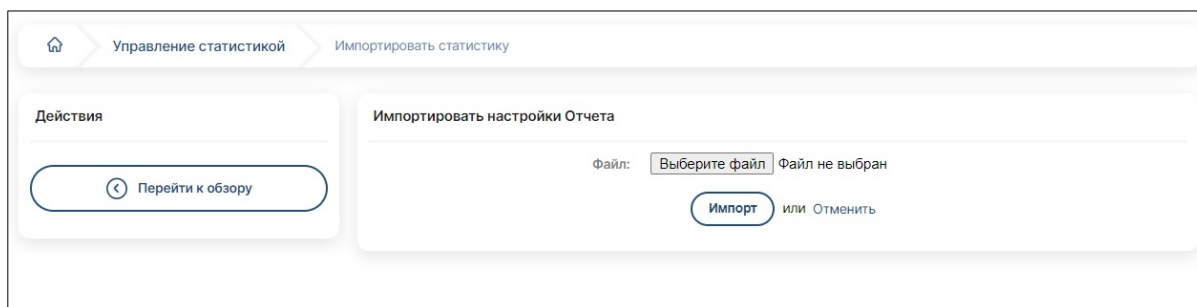 Управление статистикой
Импортировать статистику
Действия
Перейти к обзору
Импортировать настройки Отчета
Файл: Выберите файл Файл не выбран
Импорт или Отменить